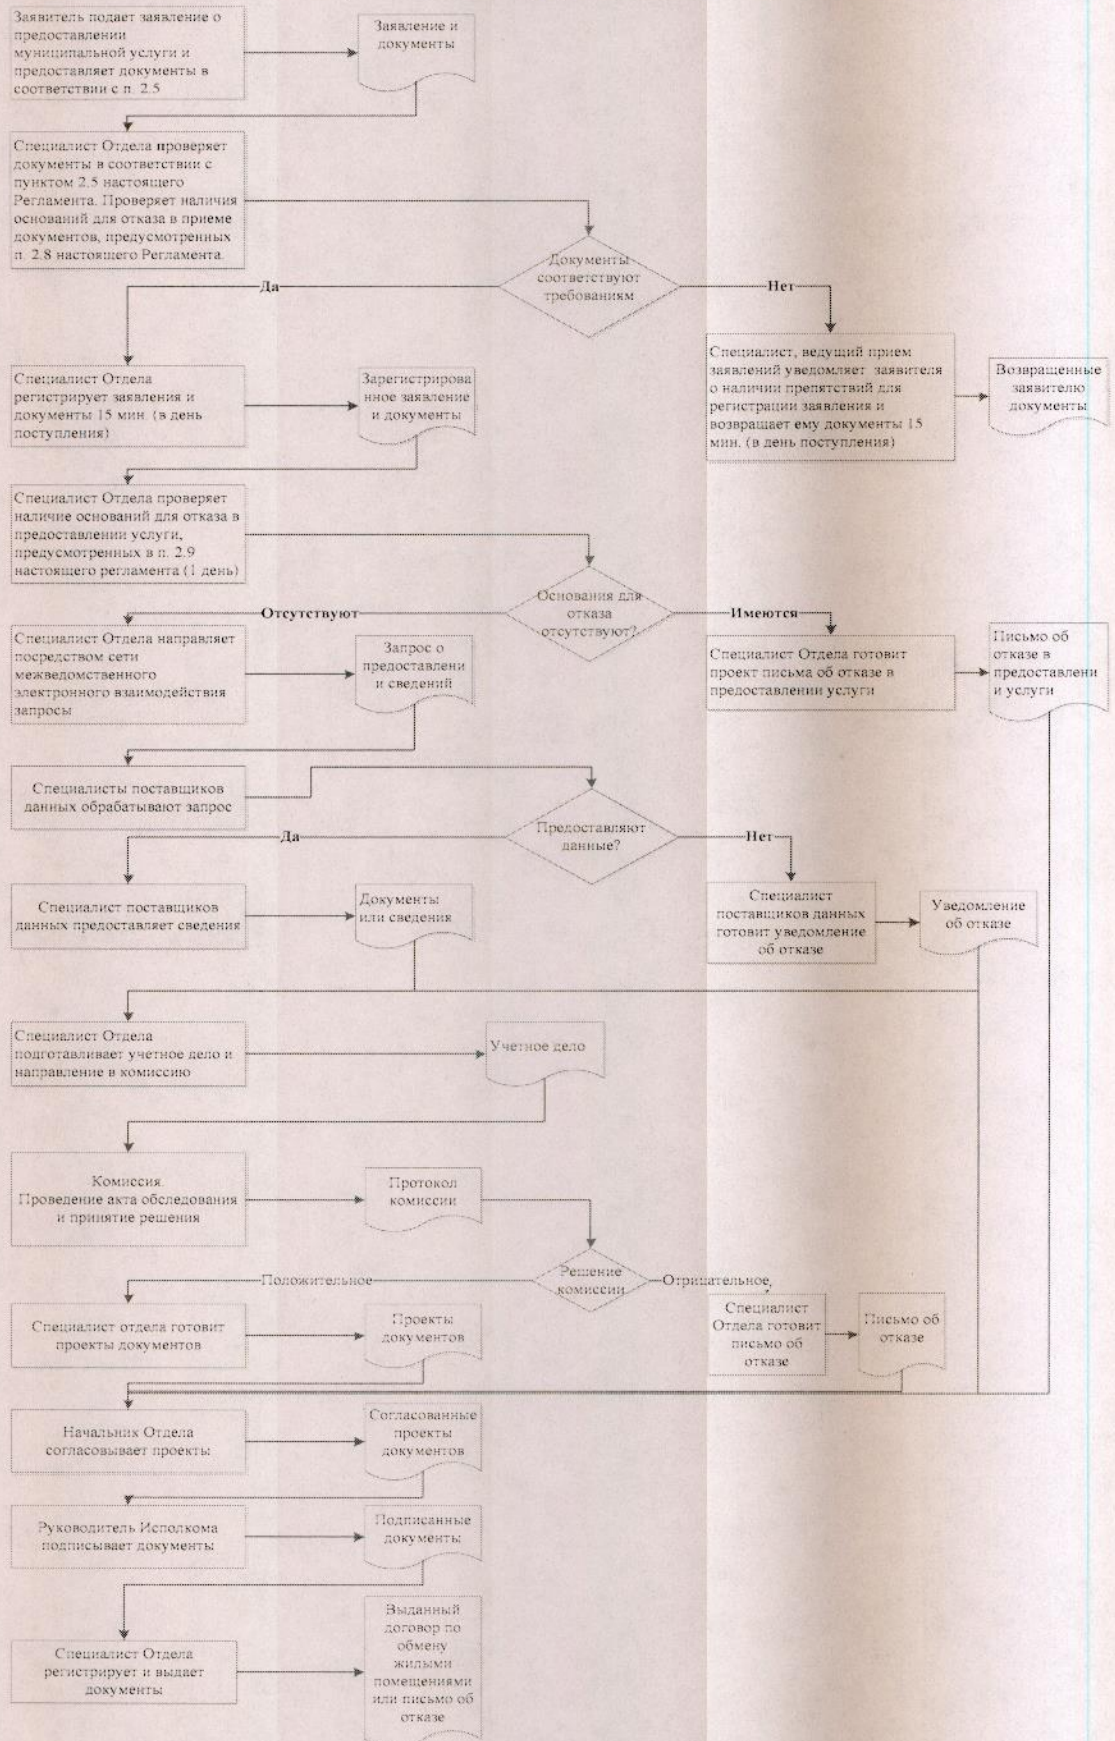 Заявитель подает заявление о
предоставлении
муниципальной услуги и
предоставляет документы в
соответствии с п. 2.5
Заявление и
документы
Специалист Отдела проверяет
документы в соответствии с
пунктом 2.5 настоящего
Регламента. Проверяет наличия
оснований для отказа в приеме
документов, предусмотренных
п. 2.8 настоящего Регламента.
Документы
соответствуют
требованиям
Да
Нет
Специалист Отдела
регистрирует заявления и
документы 15 мин. (в день
поступления)
Зарегистрирова
нное заявление
и документы
Специалист, ведущий прием
заявлений уведомляет заявителя
о наличии препятствий для
регистрации заявления и
возвращает ему документы 15
мин. (в день поступления)
Возвращенные
заявителю
документы
Специалист Отдела проверяет
наличие оснований для отказа в
предоставлении услуги,
предусмотренных в п. 2.9
настоящего регламента (1 день)
Основания для
отказа
отсутствуют?
Отсутствуют
Имеются
Специалист Отдела направляет
посредством сети
межведомственного
электронного взаимодействия
запросы
Запрос о
предоставлени
и сведений
Специалист Отдела готовит
проект письма об отказе в
предоставлении услуги
Письмо об
отказе в
предоставлени
и услуги
Специалисты поставщиков
данных обрабатывают запрос
Предоставляют
данные?
Да
Нет
Специалист поставщиков
данных предоставляет сведения
Документы
или сведения
Специалист
поставщиков данных
готовит уведомление
об отказе
Уведомление
об отказе
Специалист Отдела
подготавливает учетное дело и
направление в комиссию
Учетное дело
Комиссия.
Проведение акта обследования
и принятие решения
Протокол
комиссии
Решение
комиссии
Положительное
Отрицательное,
Специалист отдела готовит
проекты документов
Проекты
документов
Специалист
Отдела готовит
письмо об
отказе
Письмо об
отказе
Начальник Отдела
согласовывает проекты
Согласованные
проекты
документов
Руководитель Исполкома
подписывает документы
Подписанные
документы
Специалист Отдела
регистрирует и выдает
документы
Выданный
договор по
обмену
жилыми
помещениями
или письмо об
отказе